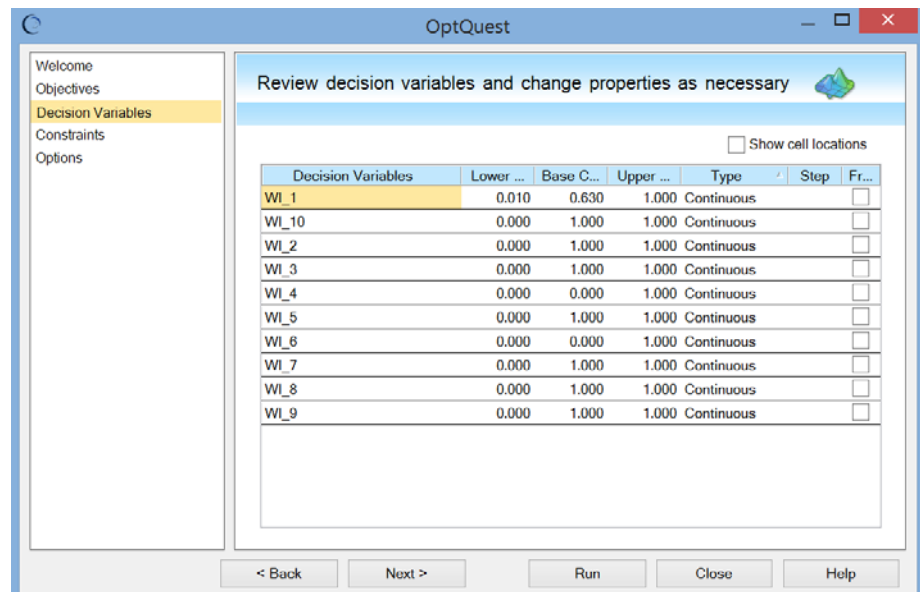 OptQuest
Welcome
Objectives
Decision Variables
Constraints
Options
Review decision variables and change properties as necessary
Show cell locations
Decision Variables Lower ... Base C... Upper ... Type Step Fr...
WI_1 0.010 0.630 1.000 Continuous
WI_10 0.000 1.000 1.000 Continuous
WI_2 0.000 1.000 1.000 Continuous
WI_3 0.000 1.000 1.000 Continuous
WI_4 0.000 0.000 1.000 Continuous
WI_5 0.000 1.000 1.000 Continuous
WI_6 0.000 0.000 1.000 Continuous
WI_7 0.000 1.000 1.000 Continuous
WI_8 0.000 1.000 1.000 Continuous
WI_9 0.000 1.000 1.000 Continuous
< Back Next > Run Close Help